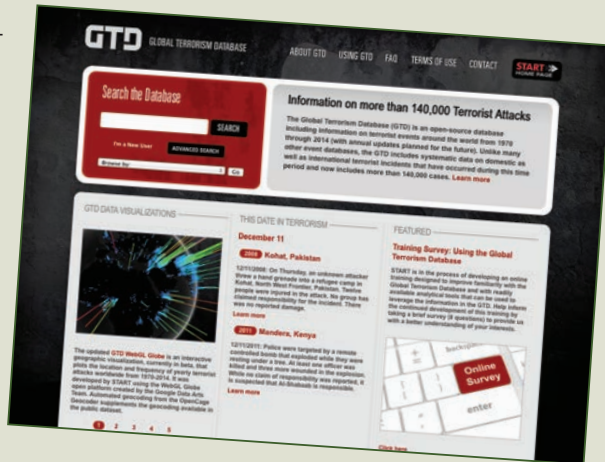 GTD GLOBAL TERRORISM DATABASE
ABOUT GTD USING GTD FAQ TERMS OF USE CONTACT START
HOME PAGE
Search the Database
SEARCH
I'm a New User ADVANCED SEARCH
Browse by: Go
Information on more than 140,000 Terrorist Attacks
The Global Terrorism Database (GTD) is an open-source database
including information on terrorist events around the world from 1970
through 2014 (with annual updates planned for the future). Unlike many
other event databases, the GTD includes systematic data on domestic as
well as international terrorist incidents that have occurred during this time
period and now includes more than 140,000 cases. Learn more
GTD DATA VISUALIZATIONS
The updated GTD WebGL Globe is an interactive
geographic visualization, currently in beta, that
plots the location and frequency of yearly terrorist
attacks worldwide from 1970-2014. It was
developed by START using the WebGL Globe
open platform created by the Google Data Arts
Team. Automated geocoding from the OpenCage
Geocoder supplements the geocoding available in
the public dataset.
1 2 3 4 5
THIS DATE IN TERRORISM
December 11
2008 Kohat, Pakistan
12/11/2008: On Thursday, an unknown attacker
threw a hand grenade into a refugee camp in
Kohat, North West Frontier, Pakistan. Twelve
people were injured in the attack. No group has
claimed responsibility for the incident. There
was no reported damage.
Learn more
2011 Mandera, Kenya
12/11/2011: Police were targeted by a remote
controlled bomb that exploded while they were
resting under a tree. At least one officer was
killed and three more wounded in the explosion.
While no claim of responsibility was reported, it
is suspected that Al-Shabaab is responsible.
Learn more
FEATURED
Training Survey: Using the Global
Terrorism Database
START is in the process of developing an online
training designed to improve familiarity with the
Global Terrorism Database and with readily
available analytical tools that can be used to
leverage the information in the GTD. Help inform
the continued development of this training by
taking a brief survey (8 questions) to provide us
with a better understanding of your interests.
backspace
Online
Survey
enter
Click here